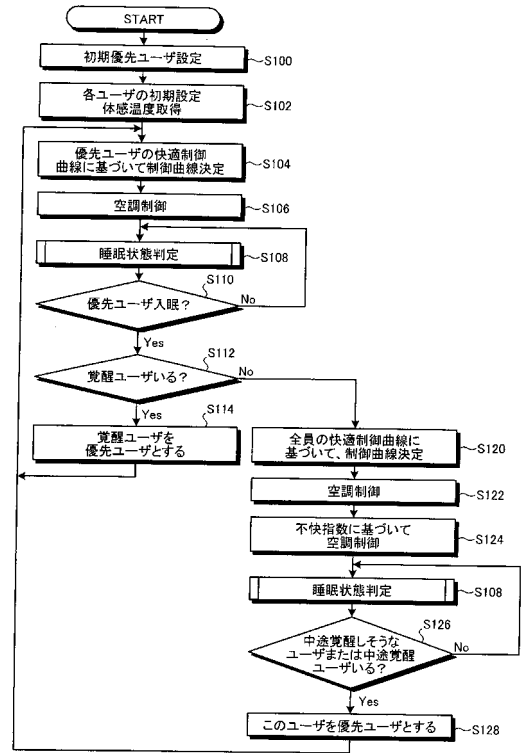 START
初期優先ユーザ設定
S100
各ユーザの初期設定
体感温度取得
S102
優先ユーザの快適制御
曲線に基づいて制御曲線決定
S104
空調制御
S106
睡眠状態判定
S108
S110
優先ユーザ入眠?
No
Yes
S112
覚醒ユーザいる?
No
Yes
S114
覚醒ユーザを
優先ユーザとする
全員の快適制御曲線に
基づいて、制御曲線決定
S120
空調制御
S122
不快指数に基づいて
空調制御
S124
睡眠状態判定
S108
S126
中途覚醒しそうな
ユーザまたは中途覚醒
ユーザいる?
No
Yes
このユーザを優先ユーザとする
S128